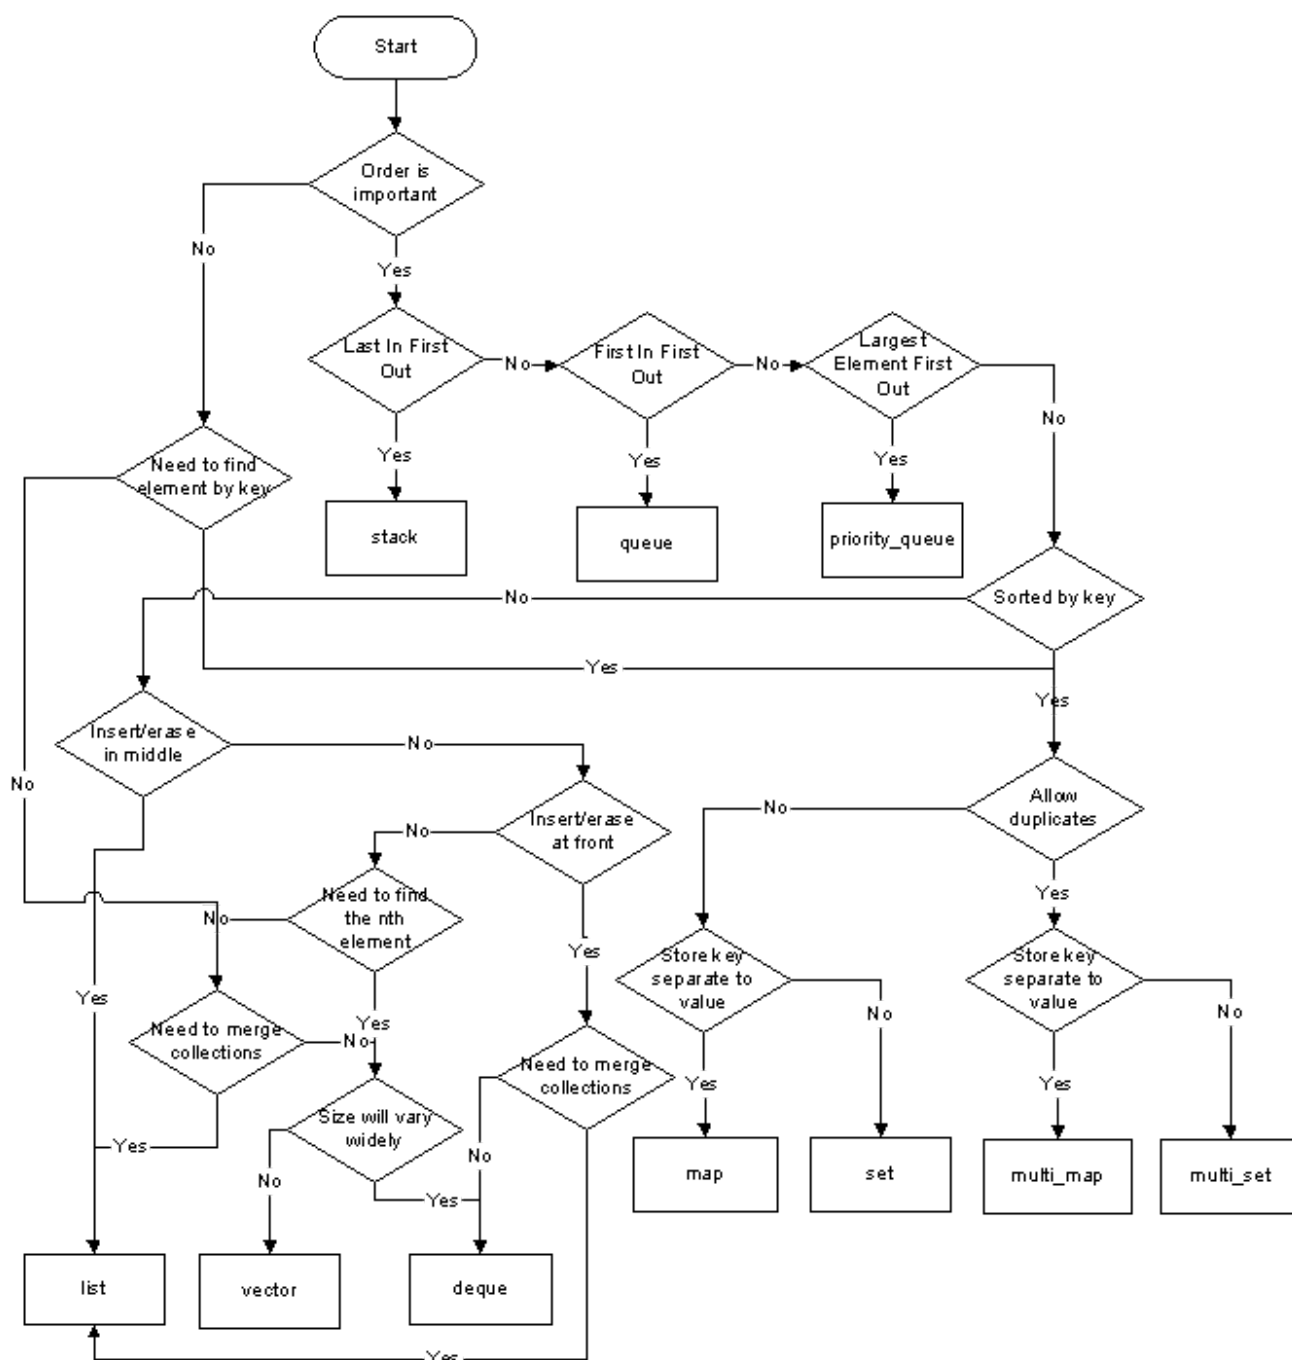 Start
Order is
important
No
Yes
Last In First
Out
No
First In First
Out
No
Largest
Element First
Out
No
Yes
Yes
Yes
Need to find
element by key
stack
queue
priority_queue
No
Sorted by key
Yes
Yes
Insert/erase
in middle
No
No
Insert/erase
at front
No
Allow
duplicates
No
Yes
Need to find
the nth
element
No
Yes
Store key
separate to
value
Store key
separate to
value
Yes
Yes
No
No
Need to merge
collections
No
Need to merge
collections
Yes
Yes
Size will vary
widely
Yes
No
No
Yes
map
set
multi_map
multi_set
list
vector
deque
Yes